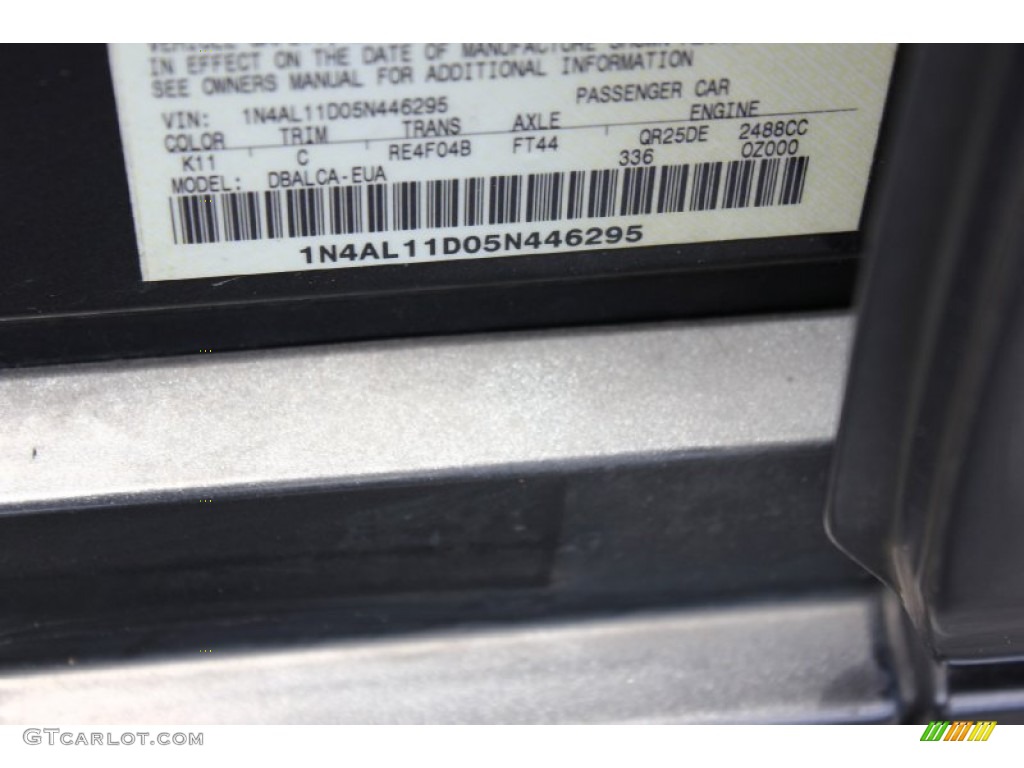 IN EFFECT ON THE DATE OF MANUFACTURE
SEE OWNERS MANUAL FOR ADDITIONAL INFORMATION
VIN: 1N4AL11D05N446295 PASSENGER CAR
COLOR TRIM TRANS AXLE ENGINE
K11 C RE4F04B FT44 QR25DE 2488CC
MODEL: DBALCA-EUA 336 0Z000
1N4AL11D05N446295
GTCarlot.com